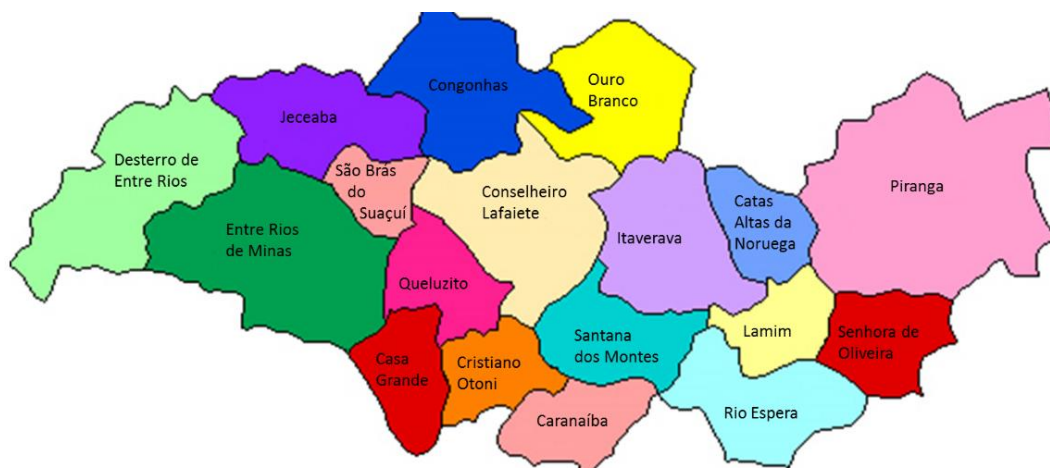 Congonhas
Ouro
Branco
Jeceaba
Desterro de
Entre Rios
São Brás
do
Suaçuí
Conselheiro
Lafaiete
Catas
Altas da
Noruega
Piranga
Entre Rios
de Minas
Itaverava
Queluzito
Santana
dos Montes
Lamim
Senhora de
Oliveira
Casa
Grande
Cristiano
Otoni
Caranaíba
Rio Espera